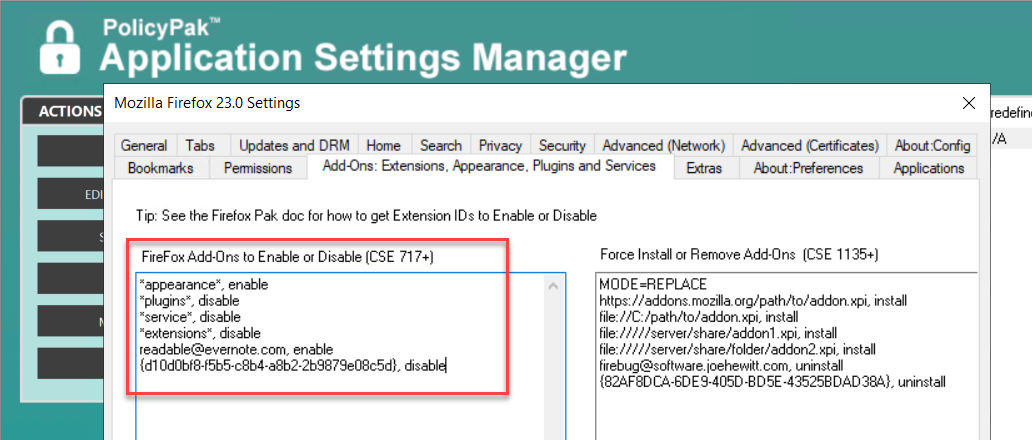 PolicyPak™
Application Settings Manager
ACTIONS
EDI
Mozilla Firefox 23.0 Settings
redefine
/A
General Tabs Updates and DRM Home Search Privacy Security Advanced (Network) Advanced (Certificates) About:Config
Bookmarks Permissions Add-Ons: Extensions, Appearance, Plugins and Services Extras About:Preferences Applications
Tip: See the Firefox Pak doc for how to get Extension IDs to Enable or Disable
FireFox Add-Ons to Enable or Disable (CSE 717+)
*appearance*, enable
*plugins*, disable
*service*, disable
*extensions*, disable
readable@evernote.com, enable
{d10d0bf8-f5b5-c8b4-a8b2-2b9879e08c5d}, disable
Force Install or Remove Add-Ons (CSE 1135+)
MODE=REPLACE
https://addons.mozilla.org/path/to/addon.xpi, install
file://C:/path/to/addon.xpi, install
file://///server/share/addon1.xpi, install
file://///server/share/folder/addon2.xpi, install
firebug@software.joehewitt.com, uninstall
{82AF8DCA-6DE9-405D-BD5E-43525BDAD38A}, uninstall